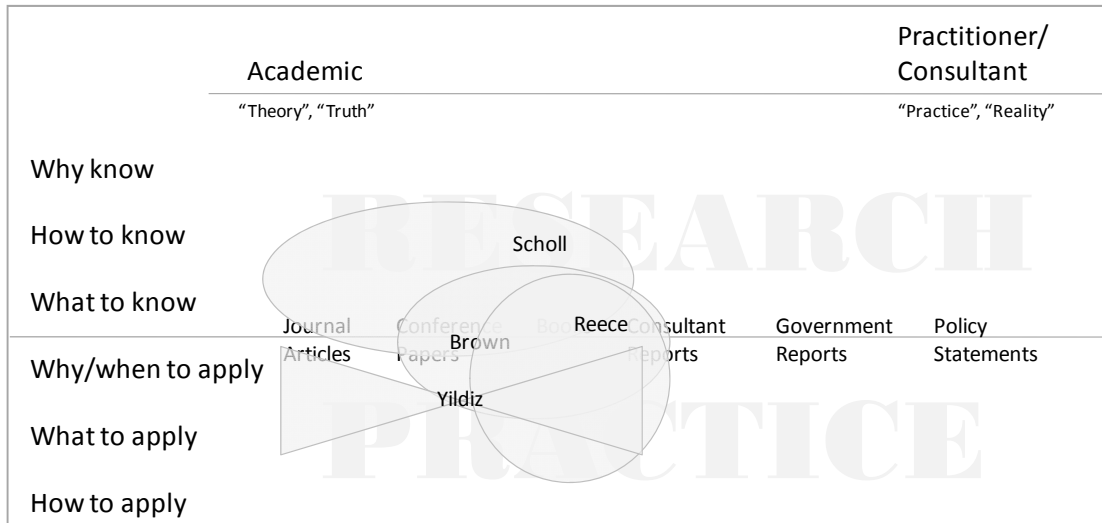 Practitioner/
Academic Consultant
“Theory”, “Truth” “Practice”, “Reality”
Why know
RESEARCH
How to know
Scholl
What to know
Reece
Journal Conference Consultant Government Policy
Brown
Articles Papers Reports Reports Statements
Why/when to apply
Yildiz
PRACTICE
What to apply
How to apply